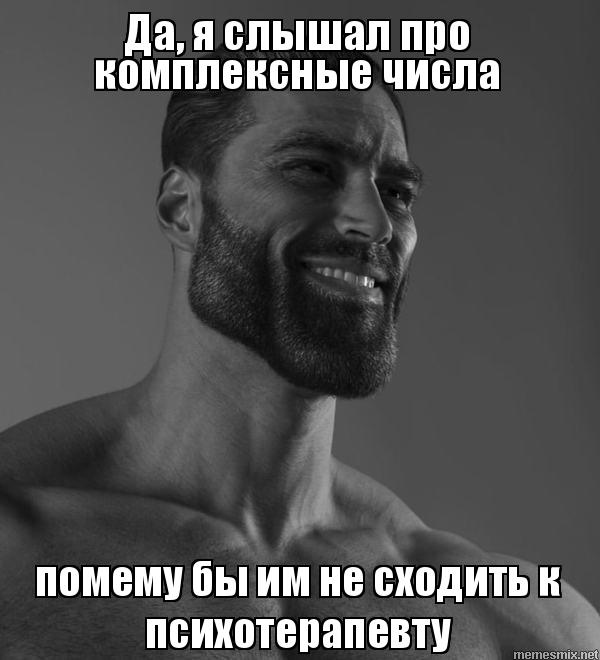 Да, я слышал про
комплексные числа
помему бы им не сходить к
психотерапевту
memesmix.net